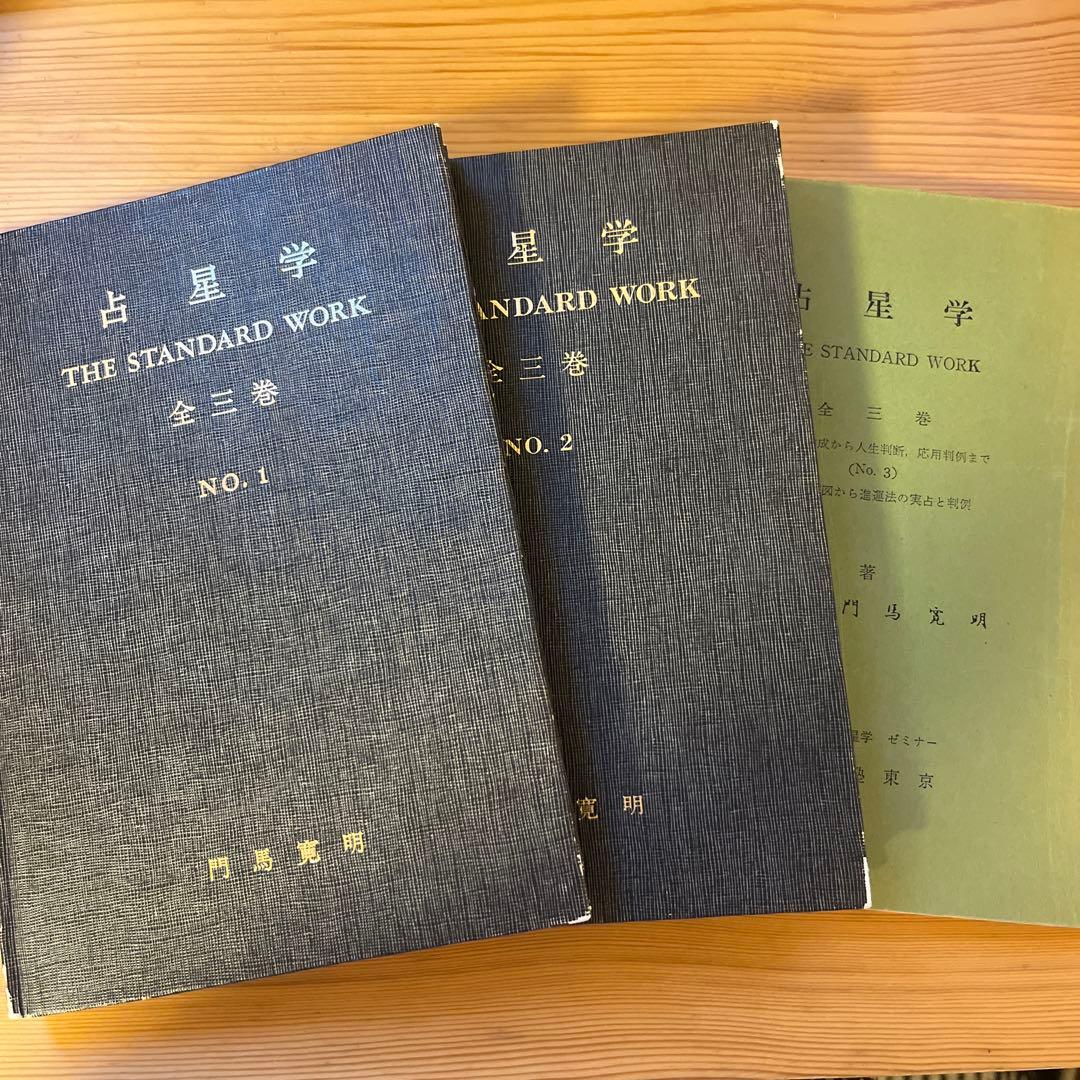 占星学
THE STANDARD WORK
全三巻
NO. 1
門馬寛明
星学
STANDARD WORK
全三巻
NO. 2
寛明
占星学
STANDARD WORK
全三巻
成から人生判断，応用判例まで
(No. 3)
図から進運法の実占と判例
著
門馬寛明
星学 ゼミナー
塾東京